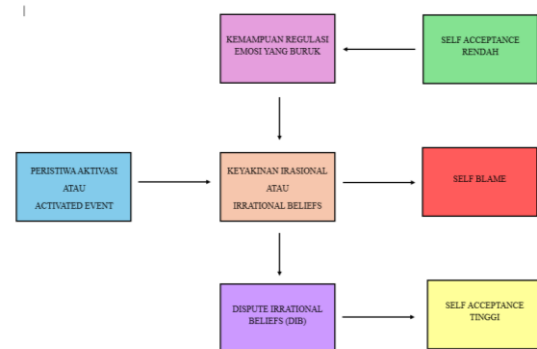 KEMAMPUAN REGULASI
EMOSI YANG BURUK
SELF ACCEPTANCE
RENDAH
PERISTIWA AKTIVASI
ATAU
ACTIVATED EVENT
KEYAKINAN IRASIONAL
ATAU
IRRATIONAL BELIEFS
SELF BLAME
DISPUTE IRRATIONAL
BELIEFS (DIB)
SELF ACCEPTANCE
TINGGI